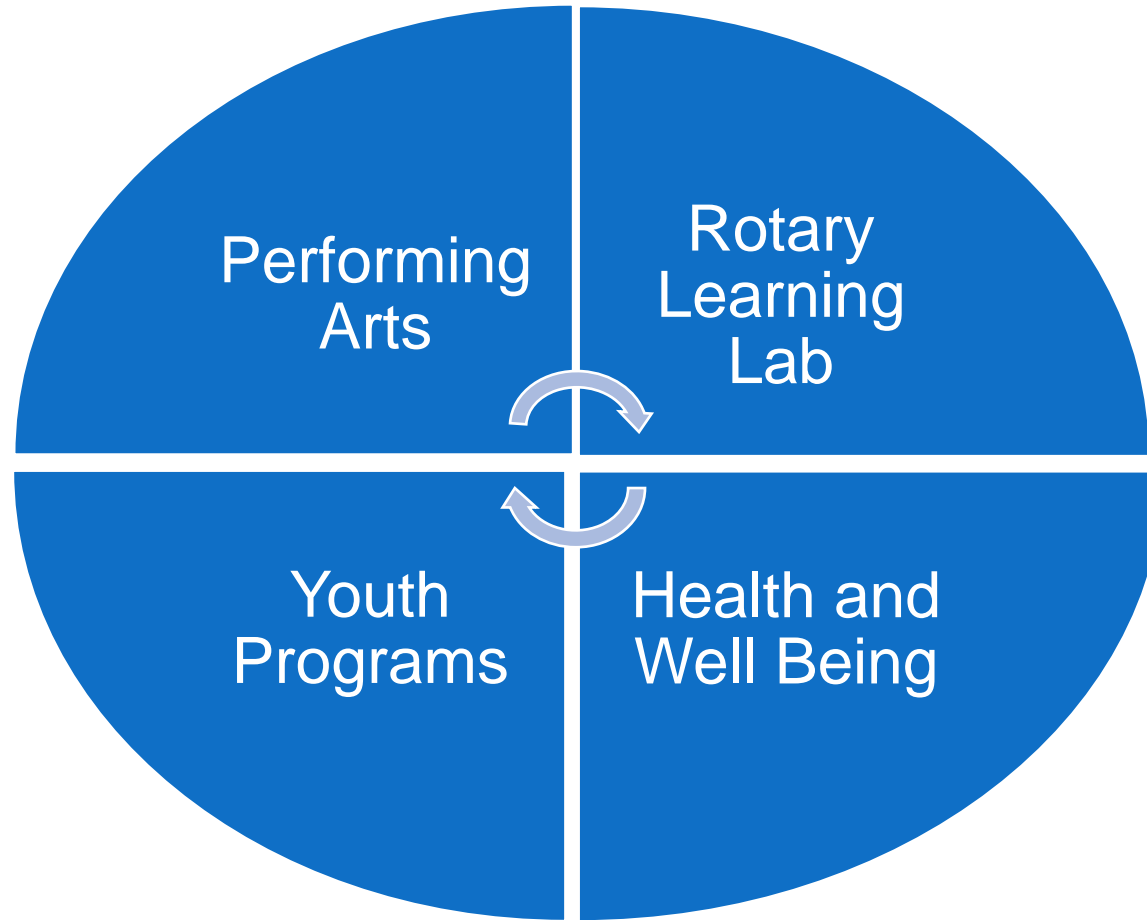 Performing
Arts
Rotary
Learning
Lab
Youth
Programs
Health and
Well Being